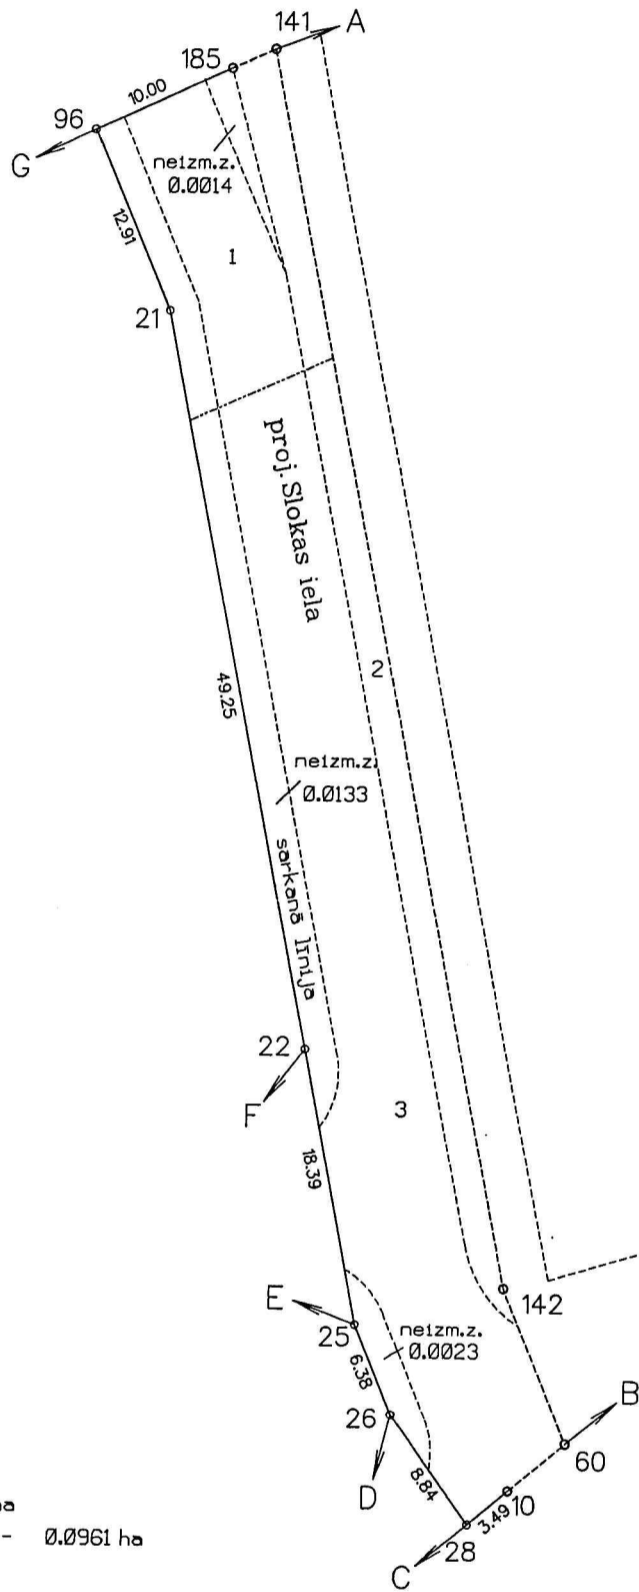 141
A
185
10.00
96
G
neizm.z.
0.0014
12.91
1
21
proj.Slokas iela
2
49.25
neizm.z.
0.0133
sarkanā līnija
22
F
3
18.39
E
142
25
neizm.z.
0.0023
6.38
B
26
60
D
8.84
10
3.49
28
C
- 0.0961 ha